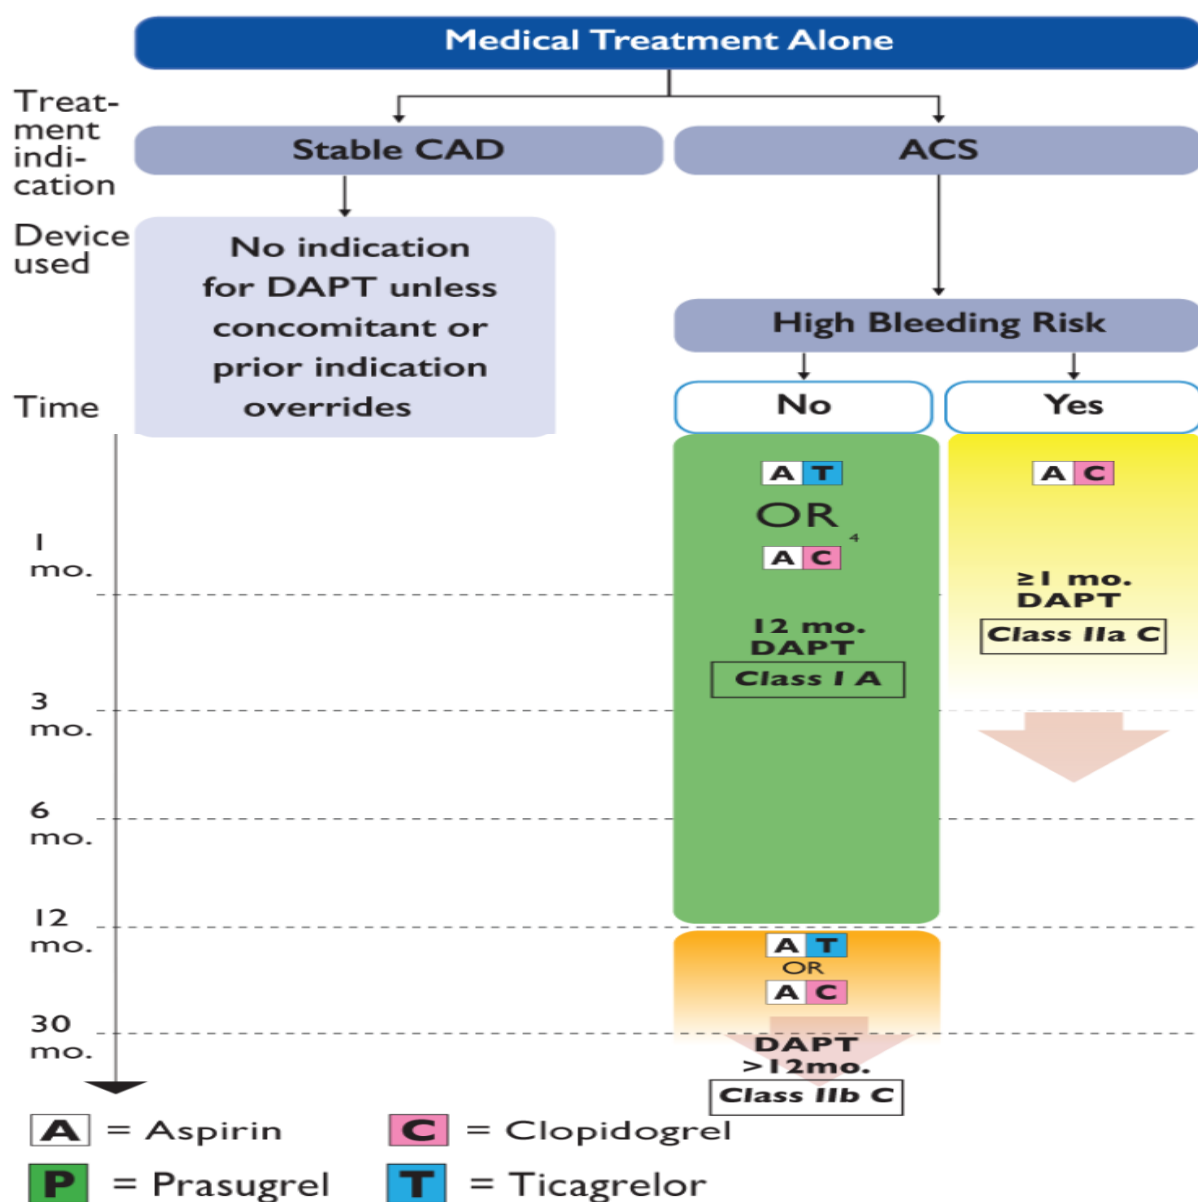 Medical Treatment Alone
Treat-
ment
indi-
cation
Stable CAD
ACS
Device
used
No indication
for DAPT unless
concomitant or
prior indication
overrides
High Bleeding Risk
Time
No
Yes
A T
OR
A C 4
12 mo.
DAPT
Class I A
A C
≥1 mo.
DAPT
Class IIa C
1
mo.
3
mo.
6
mo.
12
mo.
30
mo.
A T
OR
A C
DAPT
>12mo.
Class IIb C
A = Aspirin
C = Clopidogrel
P = Prasugrel
T = Ticagrelor